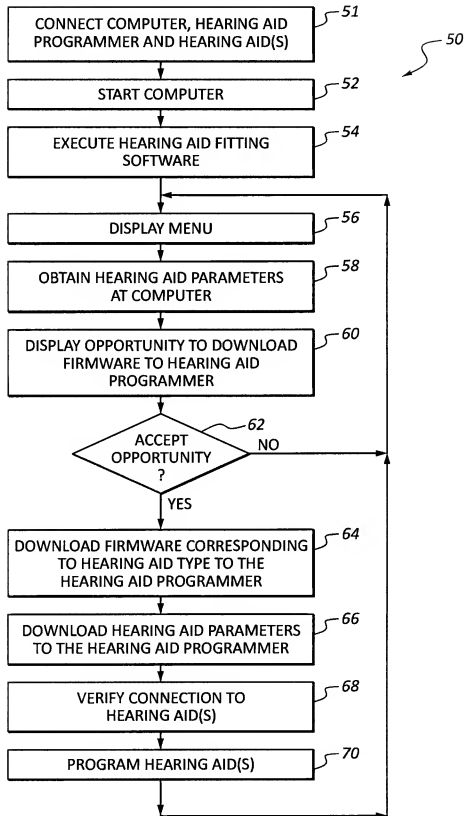 CONNECT COMPUTER, HEARING AID
PROGRAMMER AND HEARING AID(S)
51
50
START COMPUTER
52
EXECUTE HEARING AID FITTING
SOFTWARE
54
DISPLAY MENU
56
OBTAIN HEARING AID PARAMETERS
AT COMPUTER
58
DISPLAY OPPORTUNITY TO DOWNLOAD
FIRMWARE TO HEARING AID
PROGRAMMER
60
62
ACCEPT
OPPORTUNITY
?
NO
YES
DOWNLOAD FIRMWARE CORRESPONDING
TO HEARING AID TYPE TO THE
HEARING AID PROGRAMMER
64
DOWNLOAD HEARING AID PARAMETERS
TO THE HEARING AID PROGRAMMER
66
VERIFY CONNECTION TO
HEARING AID(S)
68
PROGRAM HEARING AID(S)
70